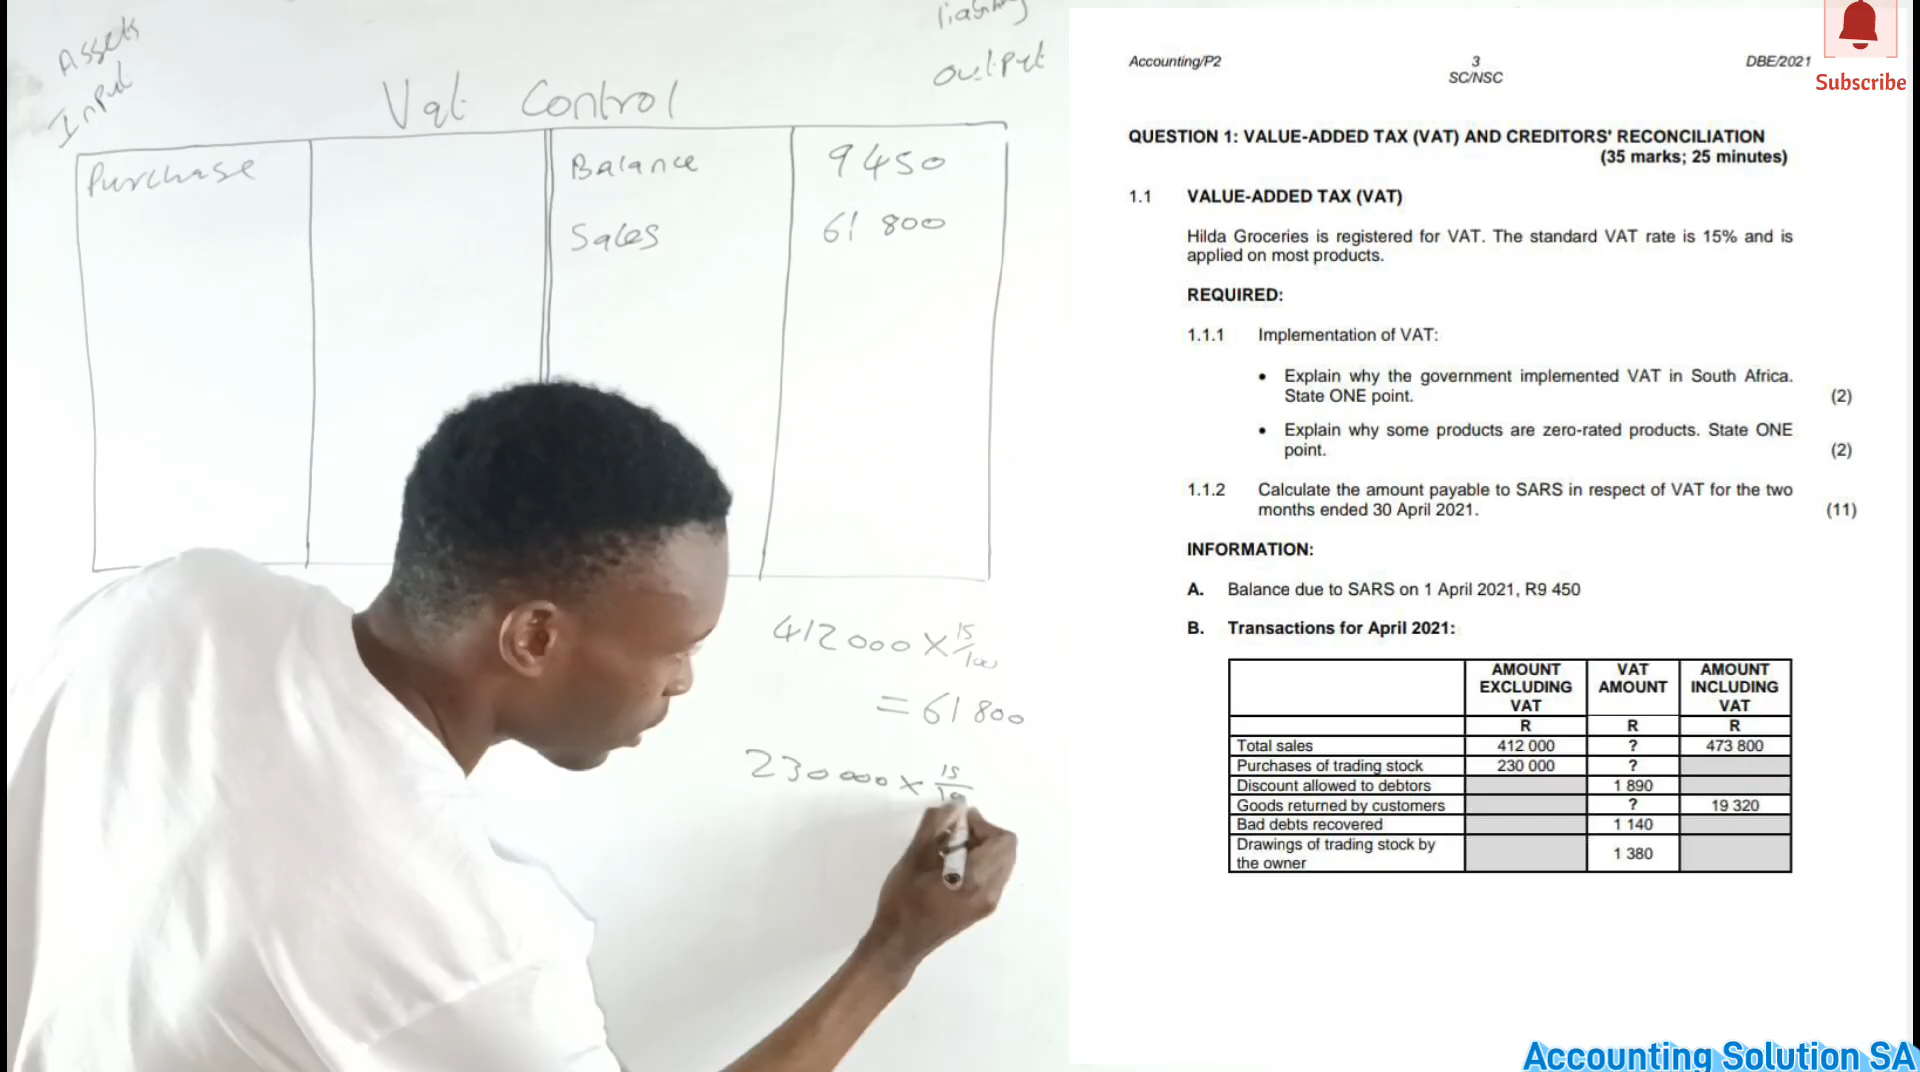 Assets
Input
liability
output
Vat Control
Purchase
Balance 9450
Sales 61 800
412000 × 15/100
= 61 800
230000 × 15/10
Accounting/P2 3 DBE/2021
SC/NSC
Subscribe
QUESTION 1: VALUE-ADDED TAX (VAT) AND CREDITORS' RECONCILIATION
(35 marks; 25 minutes)
1.1 VALUE-ADDED TAX (VAT)
Hilda Groceries is registered for VAT. The standard VAT rate is 15% and is
applied on most products.
REQUIRED:
1.1.1 Implementation of VAT:
• Explain why the government implemented VAT in South Africa.
State ONE point. (2)
• Explain why some products are zero-rated products. State ONE
point. (2)
1.1.2 Calculate the amount payable to SARS in respect of VAT for the two
months ended 30 April 2021. (11)
INFORMATION:
A. Balance due to SARS on 1 April 2021, R9 450
B. Transactions for April 2021:
AMOUNT EXCLUDING VAT VAT AMOUNT AMOUNT INCLUDING VAT
R R R
Total sales 412 000 ? 473 800
Purchases of trading stock 230 000 ?
Discount allowed to debtors 1 890
Goods returned by customers ? 19 320
Bad debts recovered 1 140
Drawings of trading stock by
the owner 1 380
Accounting Solution SA